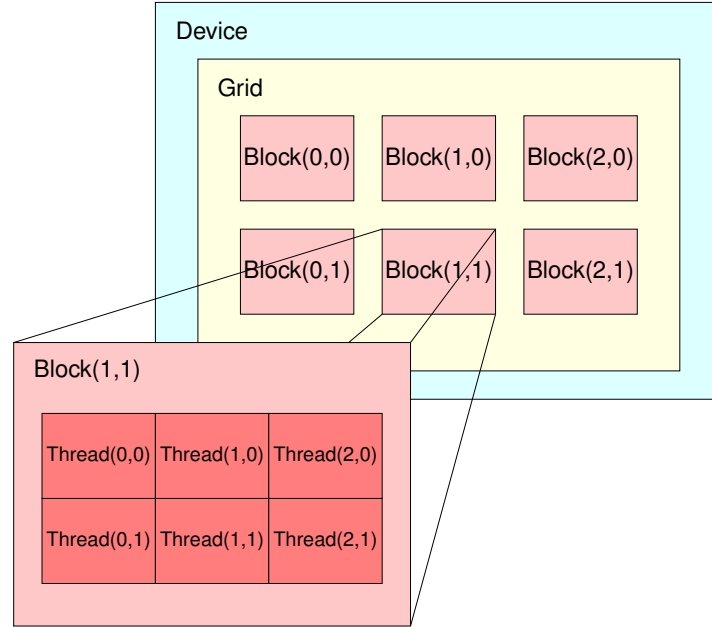 Device
Grid
Block(0,0) Block(1,0) Block(2,0)
Block(0,1) Block(1,1) Block(2,1)
Block(1,1)
Thread(0,0) Thread(1,0) Thread(2,0)
Thread(0,1) Thread(1,1) Thread(2,1)